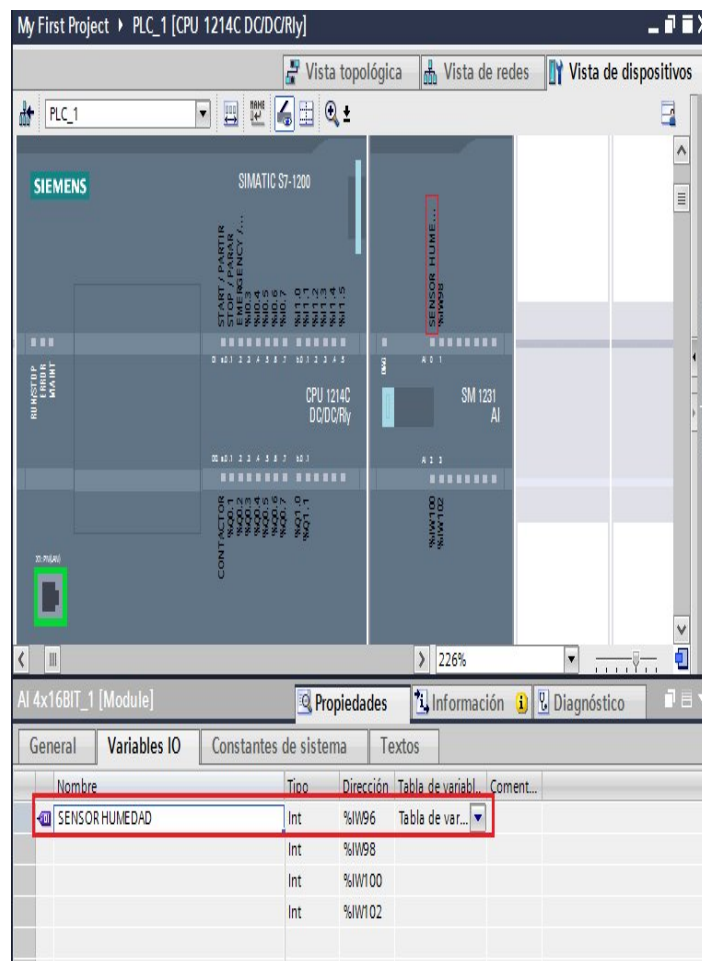 My First Project ▸ PLC_1 [CPU 1214C DC/DC/Rly]
Vista topológica
Vista de redes
Vista de dispositivos
PLC_1
SIEMENS
SIMATIC S7-1200
START / PARTIR
STOP / PARAR
EMERGENCY /...
%I0.3
%I0.4
%I0.5
%I0.6
%I0.7
%I1.0
%I1.1
%I1.2
%I1.3
%I1.4
%I1.5
SENSOR HUME...
%IW98
RUN/STOP
ERROR
MAINT
CPU 1214C
DC/DC/Rly
SM 1231
AI
AI 0 1
AI 2 3
CONTACTOR
%Q0.1
%Q0.2
%Q0.3
%Q0.4
%Q0.5
%Q0.6
%Q0.7
%Q1.0
%Q1.1
%IW100
%IW102
226%
AI 4x16BIT_1 [Module]
Propiedades
Información
Diagnóstico
General
Variables IO
Constantes de sistema
Textos
Nombre Tipo Dirección Tabla de variabl.. Coment...
SENSOR HUMEDAD Int %IW96 Tabla de var...
Int %IW98
Int %IW100
Int %IW102